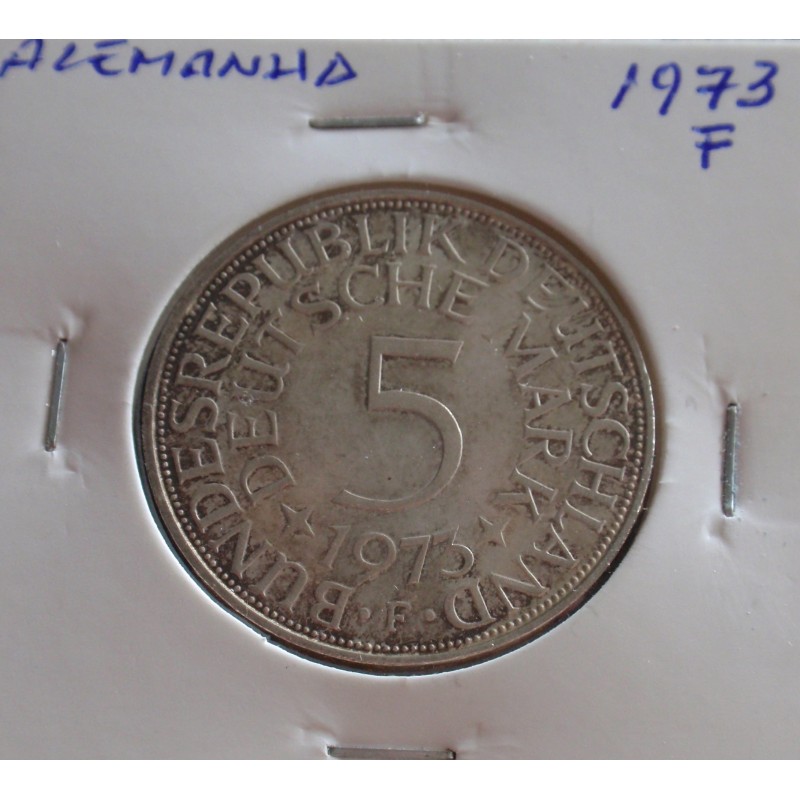 ALEMANHA
1973
F
BUNDESREPUBLIK DEUTSCHLAND
DEUTSCHE MARK
5
1973
F